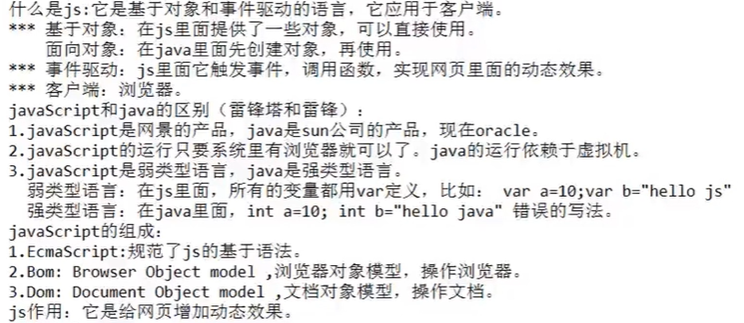 什么是js:它是基于对象和事件驱动的语言，它应用于客户端。
*** 基于对象：在js里面提供了一些对象，可以直接使用。
面向对象：在java里面先创建对象，再使用。
*** 事件驱动：js里面它触发事件，调用函数，实现网页里面的动态效果。
*** 客户端：浏览器。
javaScript和java的区别（雷锋塔和雷锋）：
1.javaScript是网景的产品，java是sun公司的产品，现在oracle。
2.javaScript的运行只要系统里有浏览器就可以了。java的运行依赖于虚拟机。
3.javaScript是弱类型语言，java是强类型语言。
弱类型语言：在js里面，所有的变量都用var定义，比如： var a=10;var b="hello js"
强类型语言：在java里面，int a=10; int b="hello java" 错误的写法。
javaScript的组成：
1.EcmaScript:规范了js的基于语法。
2.Bom: Browser Object model ,浏览器对象模型，操作浏览器。
3.Dom: Document Object model ,文档对象模型，操作文档。
js作用：它是给网页增加动态效果。